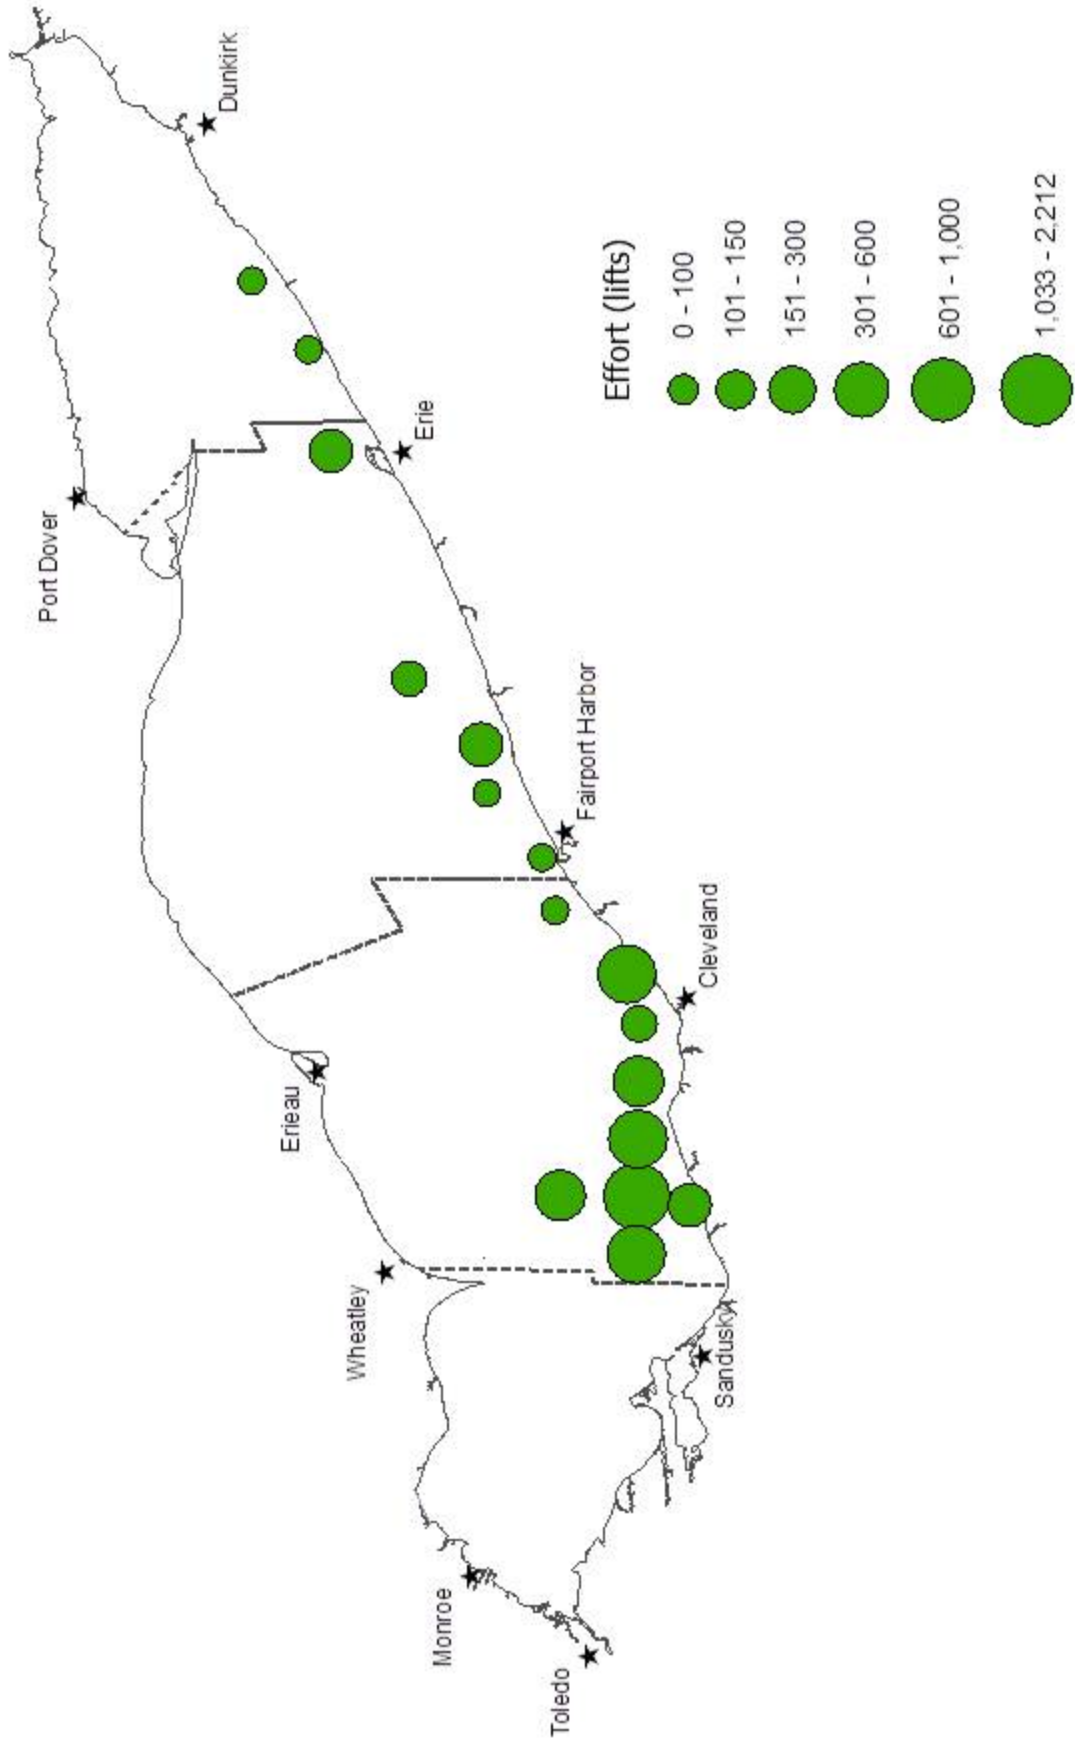 Port Dover
Dunkirk
Erie
Erieau
Wheatley
Fairport Harbor
Cleveland
Monroe
Sandusky
Toledo
Effort (lifts)
0 - 100
101 - 150
151 - 300
301 - 600
601 - 1,000
1,033 - 2,212